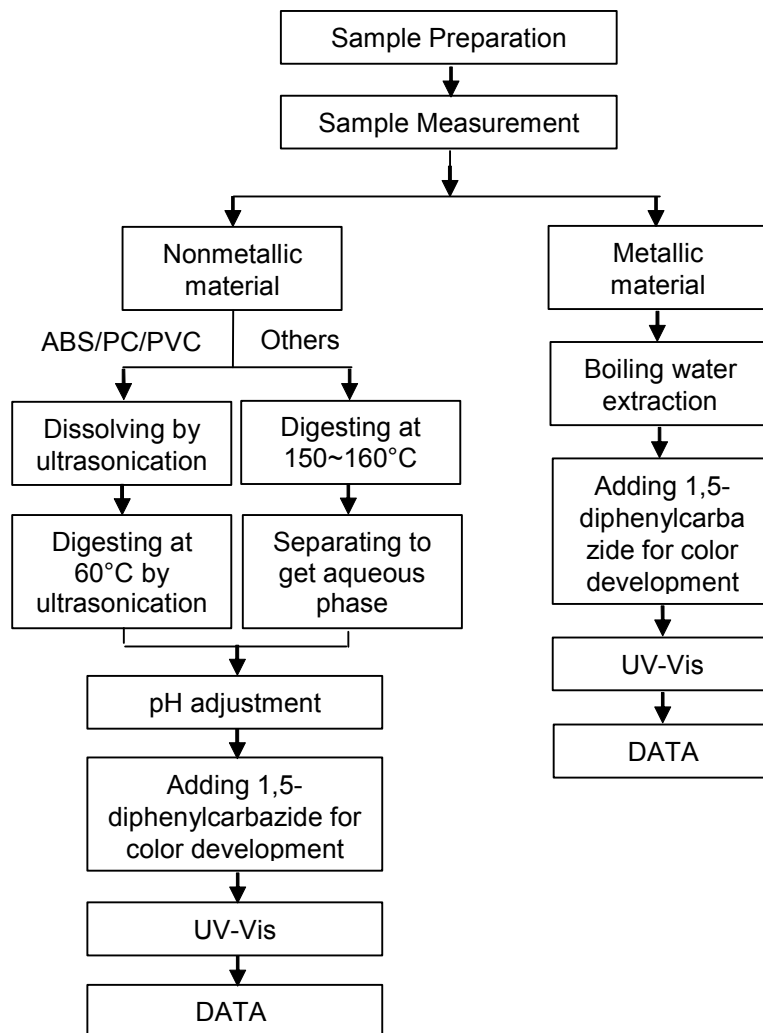 Sample Preparation
Sample Measurement
Nonmetallic
material
Metallic
material
ABS/PC/PVC
Others
Boiling water
extraction
Dissolving by
ultrasonication
Digesting at
150~160°C
Adding 1,5-
diphenylcarba
zide for color
development
Digesting at
60°C by
ultrasonication
Separating to
get aqueous
phase
UV-Vis
pH adjustment
DATA
Adding 1,5-
diphenylcarbazide for
color development
UV-Vis
DATA